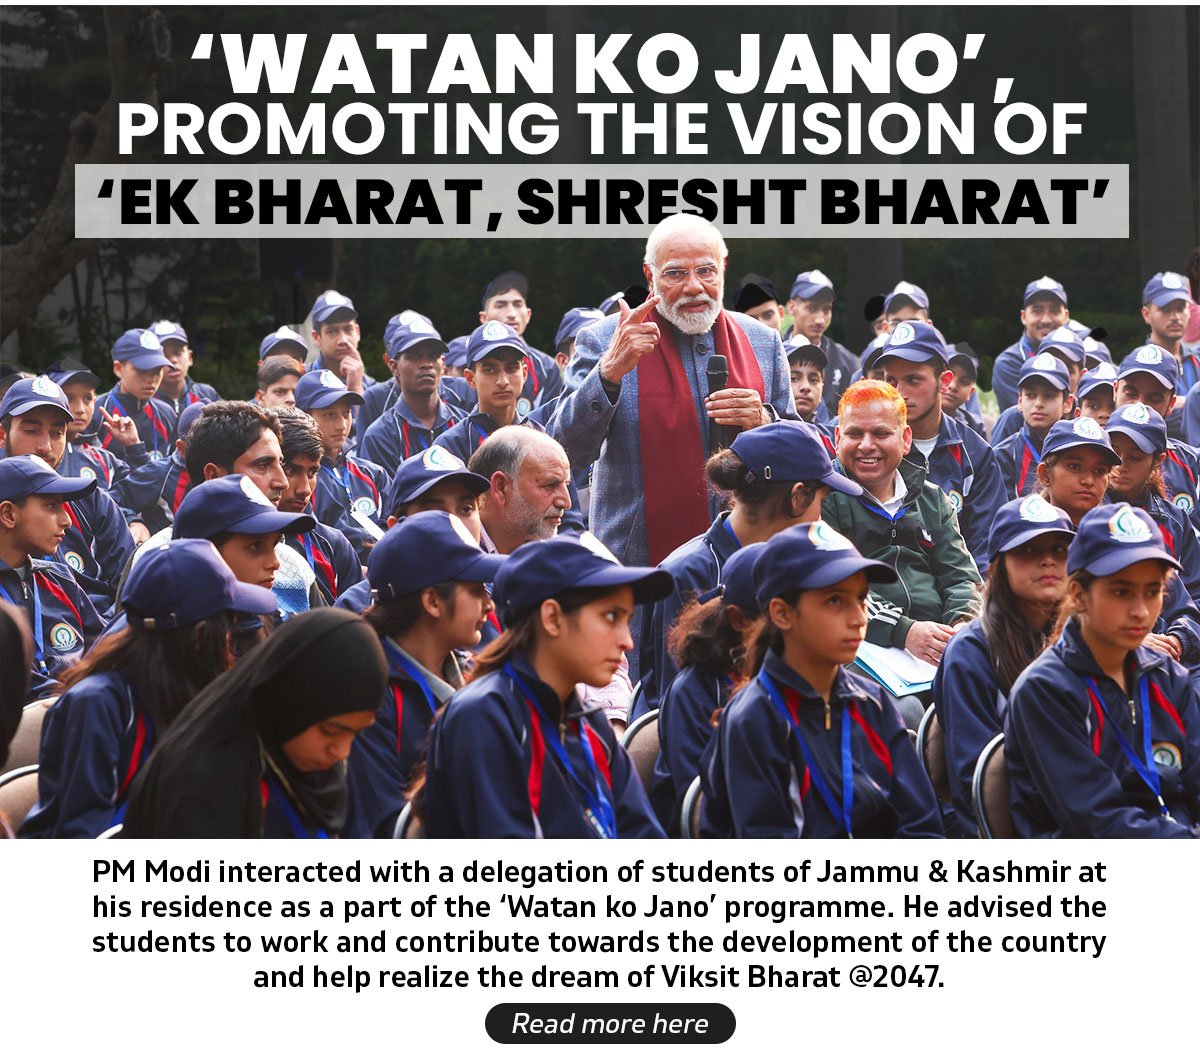 ‘WATAN KO JANO’,
PROMOTING THE VISION OF
‘EK BHARAT, SHRESHT BHARAT’
PM Modi interacted with a delegation of students of Jammu & Kashmir at
his residence as a part of the ‘Watan ko Jano’ programme. He advised the
students to work and contribute towards the development of the country
and help realize the dream of Viksit Bharat @2047.
Read more here